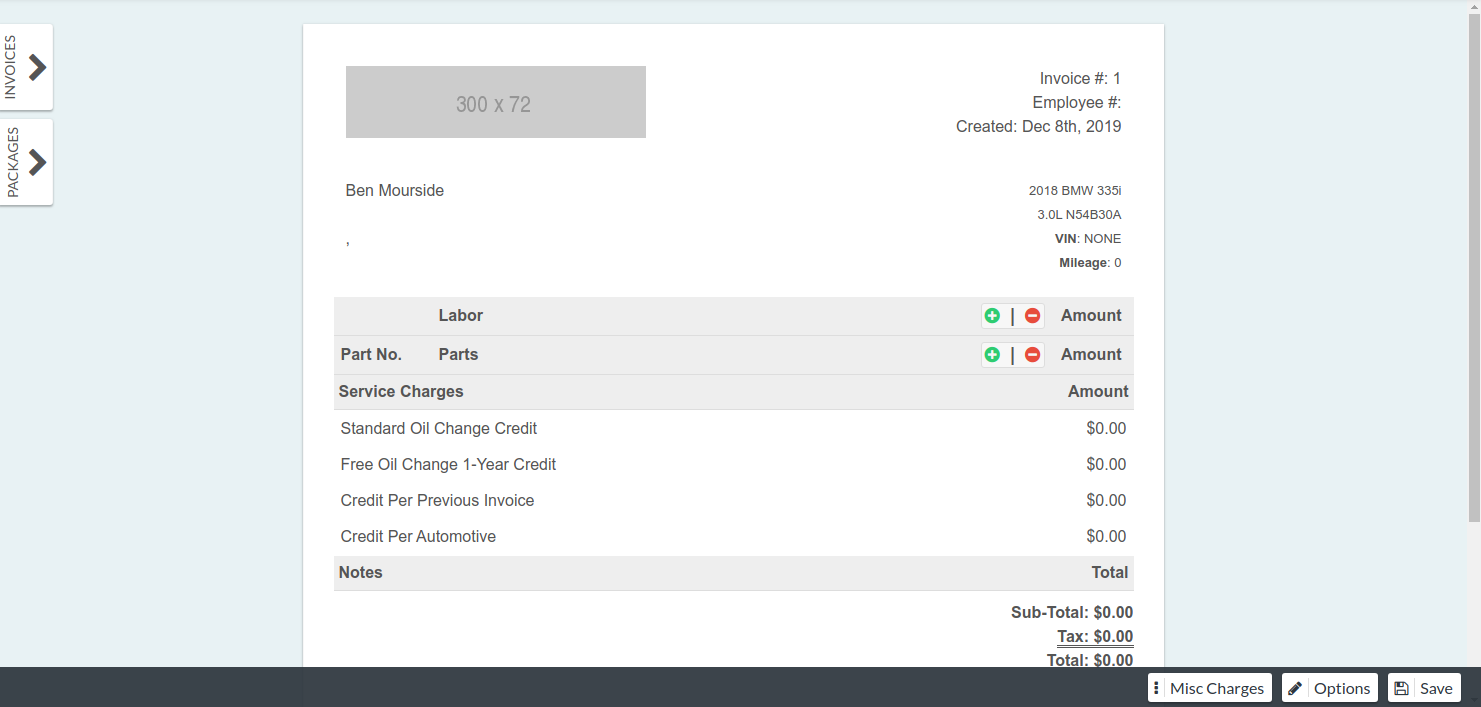 INVOICES
PACKAGES
300 x 72
Invoice #: 1
Employee #:
Created: Dec 8th, 2019
Ben Mourside
,
2018 BMW 335i
3.0L N54B30A
VIN: NONE
Mileage: 0
Labor | Amount
Part No. Parts | Amount
Service Charges Amount
Standard Oil Change Credit $0.00
Free Oil Change 1-Year Credit $0.00
Credit Per Previous Invoice $0.00
Credit Per Automotive $0.00
Notes Total
Sub-Total: $0.00
Tax: $0.00
Total: $0.00
Misc Charges Options Save